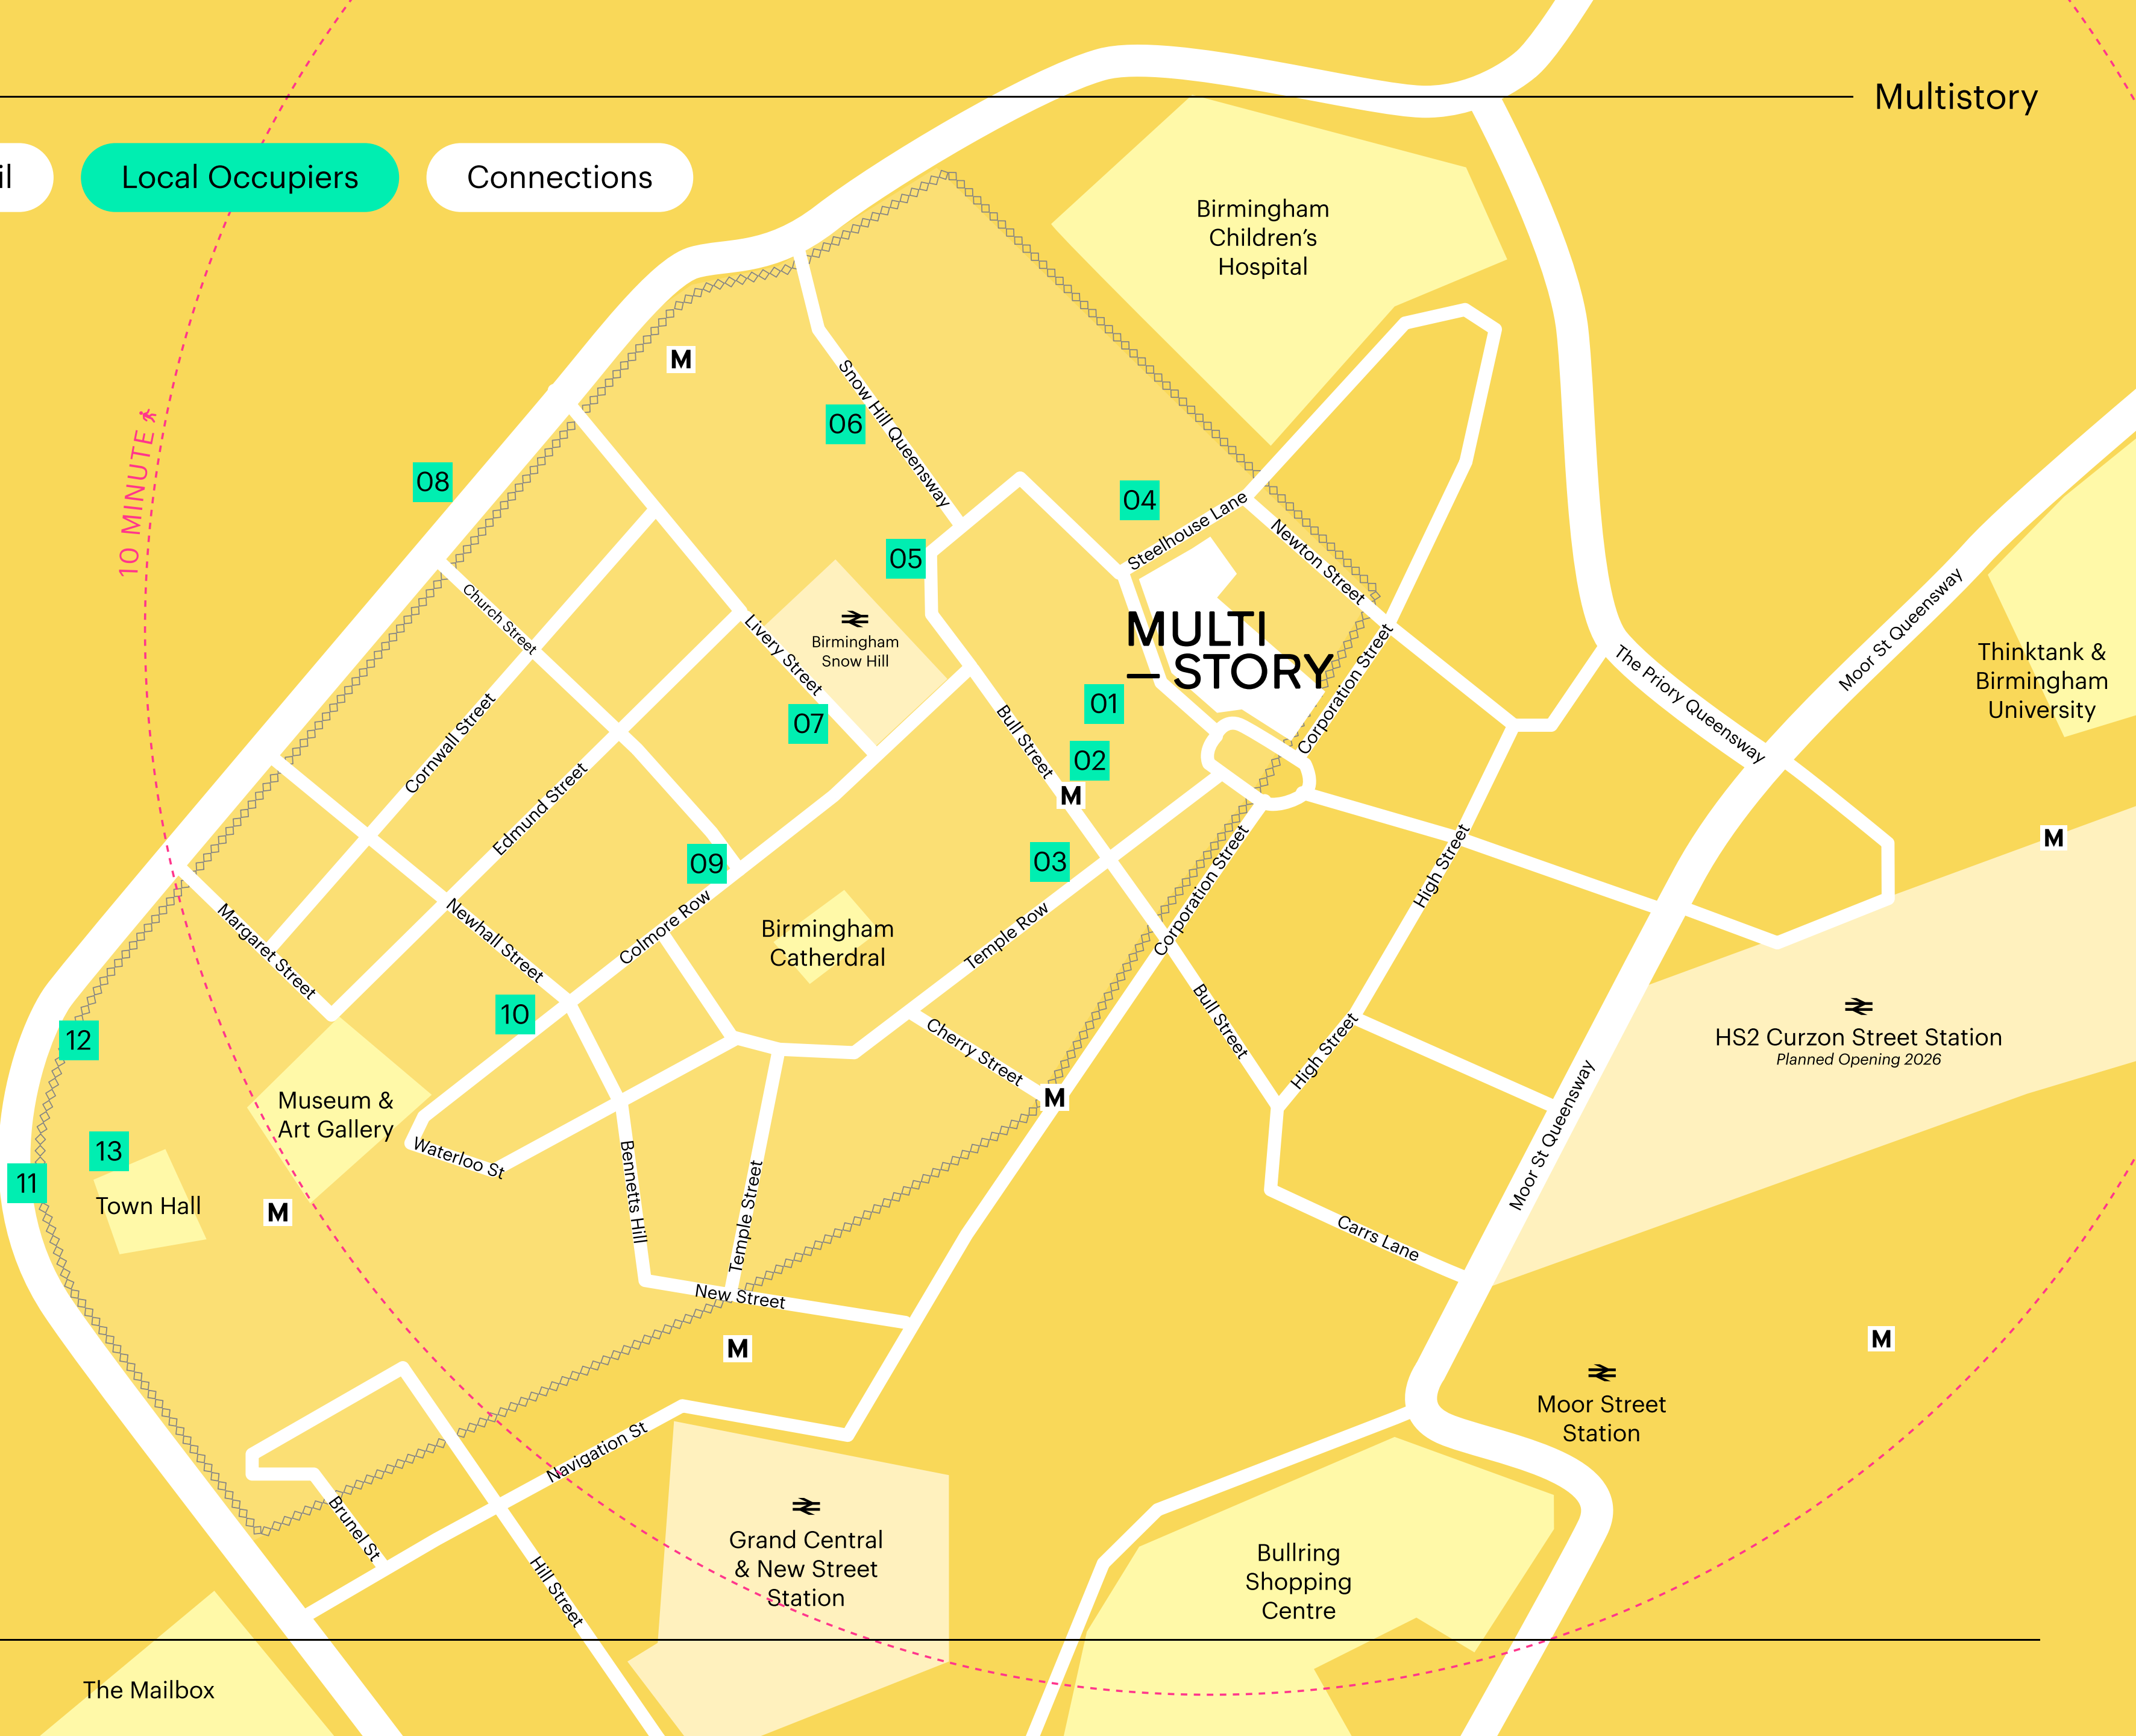 Multistory
il
Local Occupiers
Connections
Birmingham
Children’s
Hospital
M
Snow Hill Queensway
06
10 MINUTE
08
04
Steelhouse Lane
Newton Street
05
Church Street
Birmingham
Snow Hill
Livery Street
MULTI
— STORY
Corporation Street
The Priory Queensway
Moor St Queensway
Thinktank &
Birmingham
University
01
07
02
Bull Street
M
Cornwall Street
Edmund Street
03
09
High Street
M
Corporation Street
Margaret Street
Newhall Street
Colmore Row
Birmingham
Catherdral
Temple Row
10
12
Cherry Street
Bull Street
High Street
HS2 Curzon Street Station
Planned Opening 2026
M
Museum &
Art Gallery
Waterloo St
Bennetts Hill
Temple Street
Moor St Queensway
13
11
Town Hall
M
Carrs Lane
New Street
M
M
Moor Street
Station
Navigation St
Brunel St
Hill Street
Grand Central
& New Street
Station
Bullring
Shopping
Centre
The Mailbox